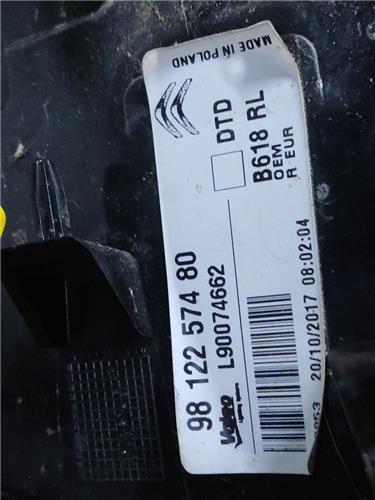 MADE IN POLAND
DTD
B618 RL
OEM
R EUR
98 122 574 80
L90074662
Valeo
20/10/2017 08:02:04